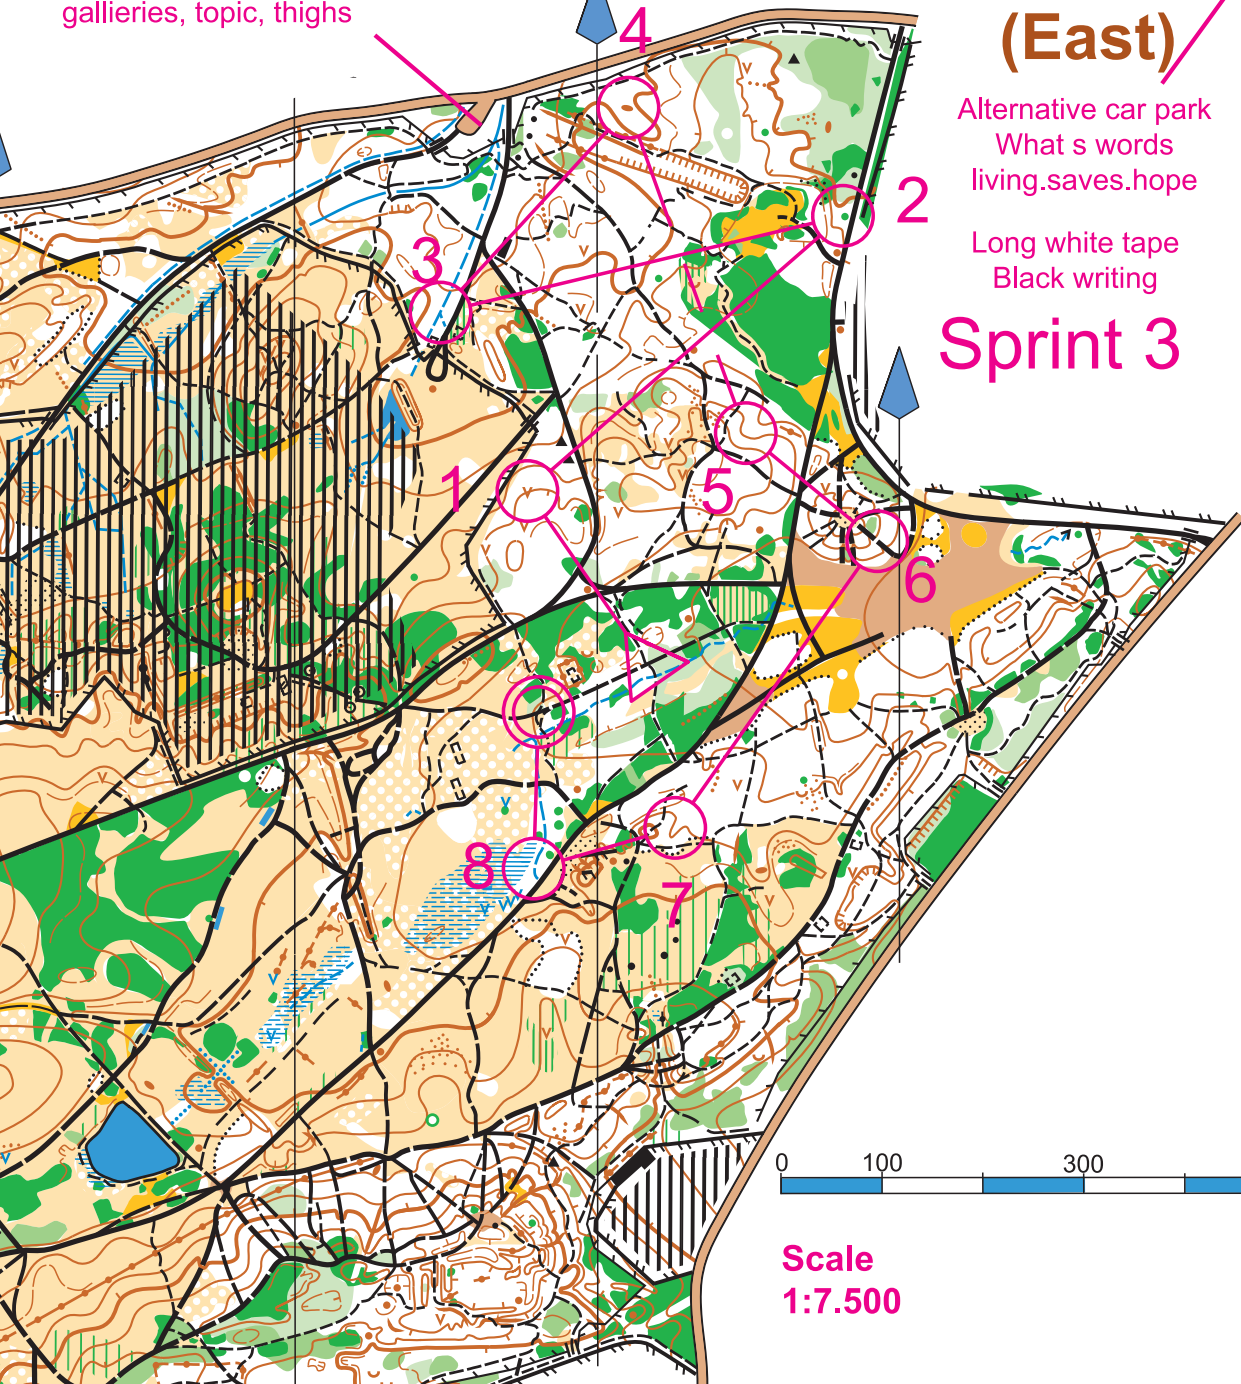 gallieries, topic, thighs
(East)
Alternative car park
What s words
living.saves.hope
Long white tape
Black writing
Sprint 3
4
2
3
1
5
6
8
7
0 100 300
Scale
1:7.500